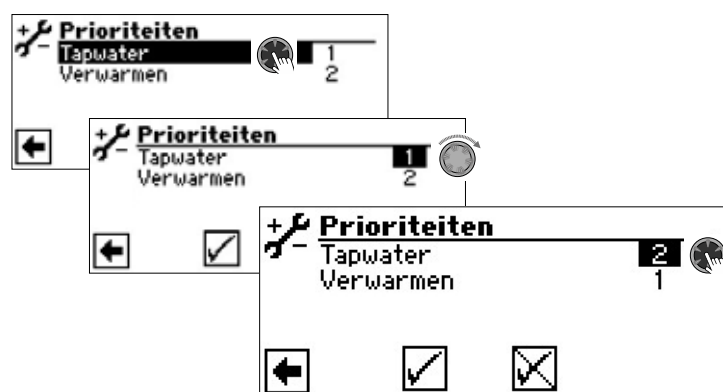 Prioriteiten
Tapwater 1
Verwarmen 2
Prioriteiten
Tapwater 1
Verwarmen 2
Prioriteiten
Tapwater 2
Verwarmen 1